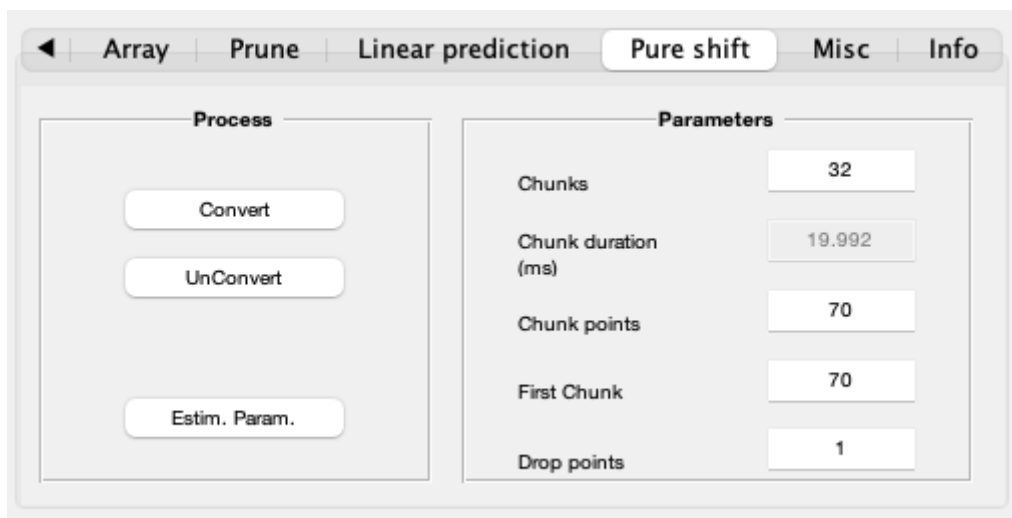 ◀ Array Prune Linear prediction Pure shift Misc Info
Process
Convert
UnConvert
Estim. Param.
Parameters
Chunks 32
Chunk duration 19.992
(ms)
Chunk points 70
First Chunk 70
Drop points 1